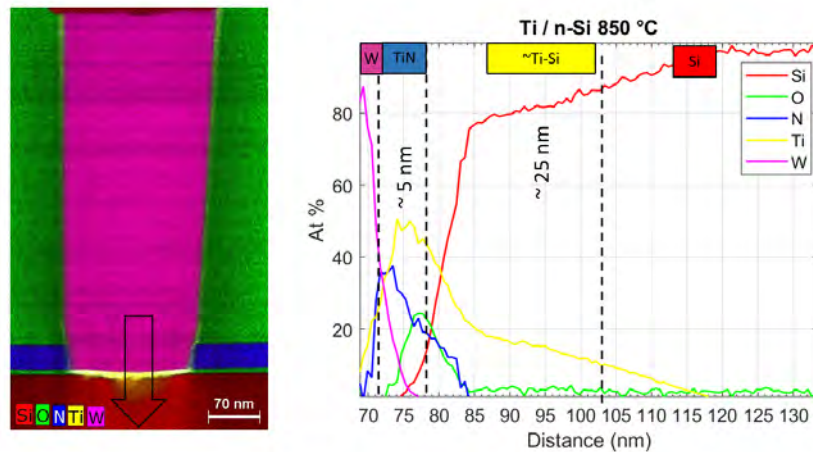 Si O N Ti W
70 nm
Ti / n-Si 850 °C
W TiN ~Ti-Si Si
Si
O
N
Ti
W
~ 5 nm
~ 25 nm
At %
80
60
40
20
70 75 80 85 90 95 100 105 110 115 120 125 130
Distance (nm)